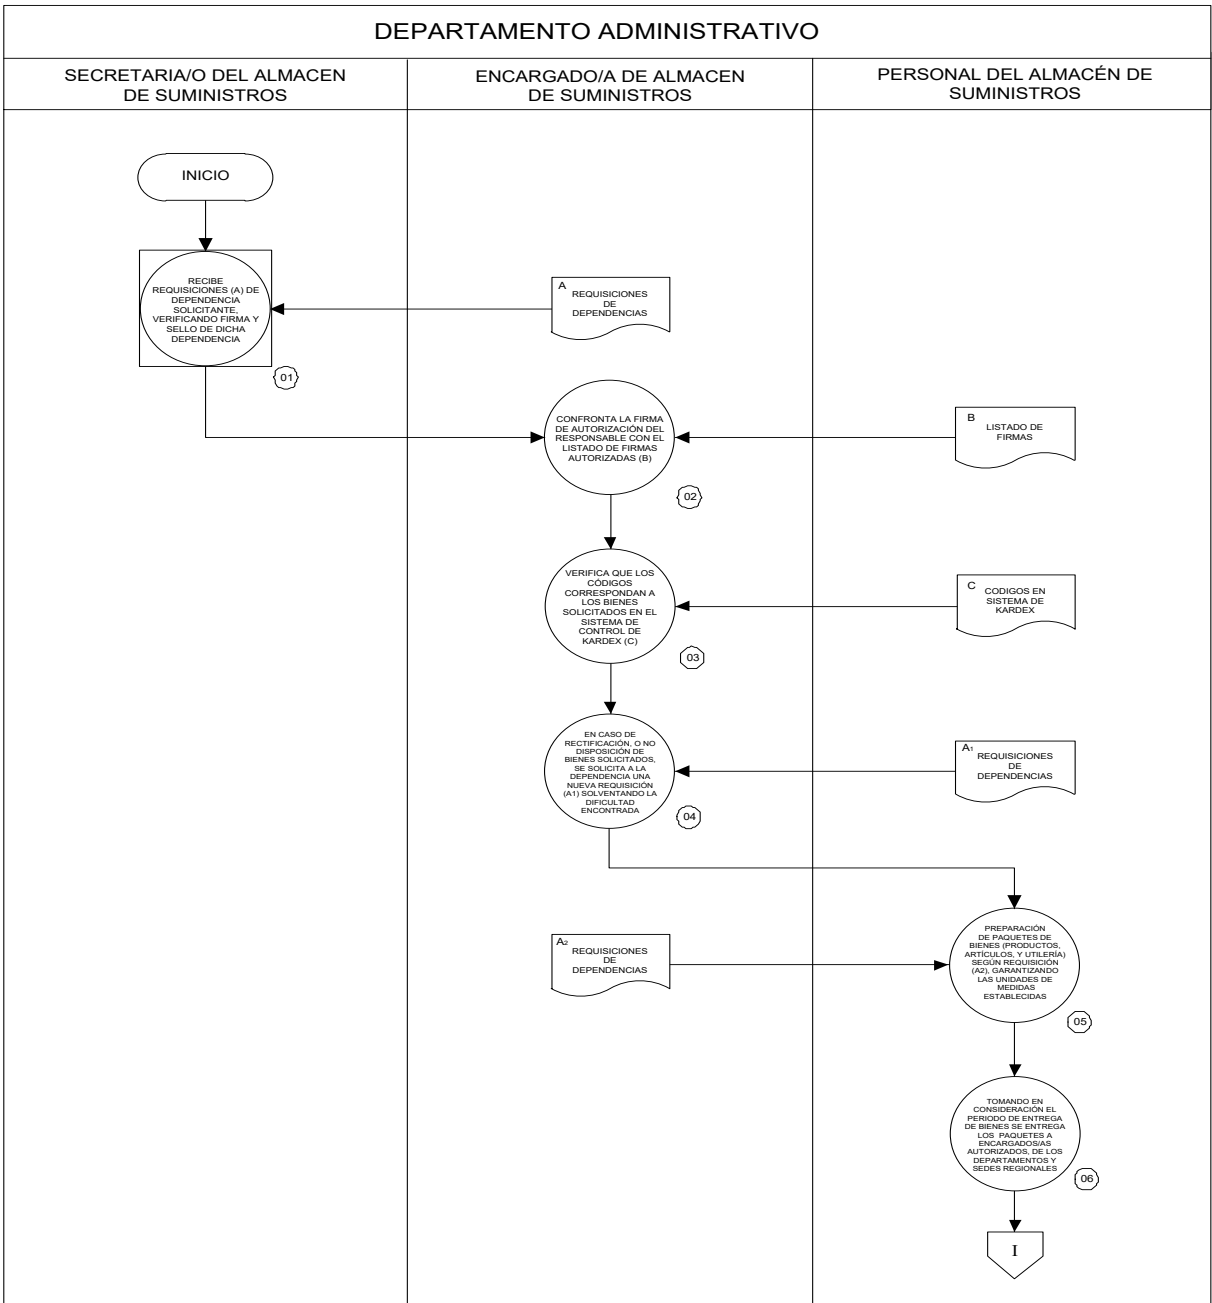 DEPARTAMENTO ADMINISTRATIVO
SECRETARIA/O DEL ALMACEN
DE SUMINISTROS
ENCARGADO/A DE ALMACEN
DE SUMINISTROS
PERSONAL DEL ALMACÉN DE
SUMINISTROS
INICIO
RECIBE
REQUISICIONES (A) DE
DEPENDENCIA
SOLICITANTE,
VERIFICANDO FIRMA Y
SELLO DE DICHA
DEPENDENCIA
01
A
REQUISICIONES
DE
DEPENDENCIAS
CONFRONTA LA FIRMA
DE AUTORIZACIÓN DEL
RESPONSABLE CON EL
LISTADO DE FIRMAS
AUTORIZADAS (B)
02
B
LISTADO DE
FIRMAS
VERIFICA QUE LOS
CÓDIGOS
CORRESPONDAN A
LOS BIENES
SOLICITADOS EN EL
SISTEMA DE
CONTROL DE
KARDEX (C)
03
C
CODIGOS EN
SISTEMA DE
KARDEX
EN CASO DE
RECTIFICACIÓN, O NO
DISPOSICIÓN DE
BIENES SOLICITADOS,
SE SOLICITA A LA
DEPENDENCIA UNA
NUEVA REQUISICIÓN
(A1) SOLVENTANDO LA
DIFICULTAD
ENCONTRADA
04
A1
REQUISICIONES
DE
DEPENDENCIAS
A2
REQUISICIONES
DE
DEPENDENCIAS
PREPARACIÓN
DE PAQUETES DE
BIENES (PRODUCTOS,
ARTÍCULOS, Y UTILERÍA)
SEGÚN REQUISICIÓN
(A2), GARANTIZANDO
LAS UNIDADES DE
MEDIDAS
ESTABLECIDAS
05
TOMANDO EN
CONSIDERACIÓN EL
PERIODO DE ENTREGA
DE BIENES SE ENTREGA
LOS PAQUETES A
ENCARGADOS/AS
AUTORIZADOS, DE LOS
DEPARTAMENTOS Y
SEDES REGIONALES
06
I